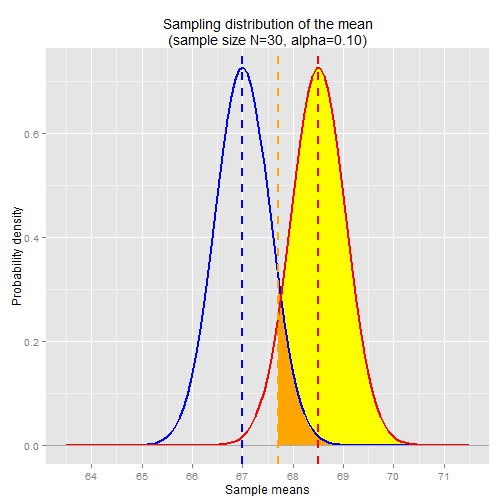 Sampling distribution of the mean
(sample size N=30, alpha=0.10)
Probability density
0.6
0.4
0.2
0.0
64 65 66 67 68 69 70 71
Sample means